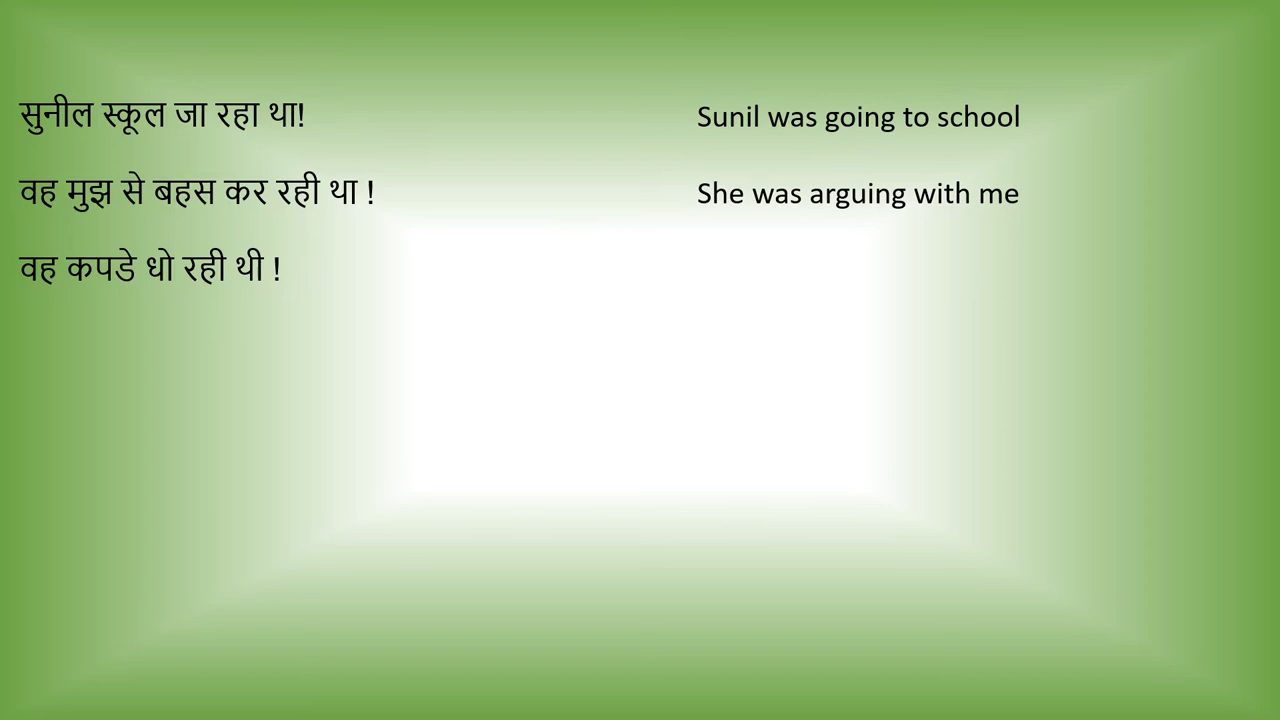 सुनील स्कूल जा रहा था!
Sunil was going to school
वह मुझ से बहस कर रही था !
She was arguing with me
वह कपडे धो रही थी !